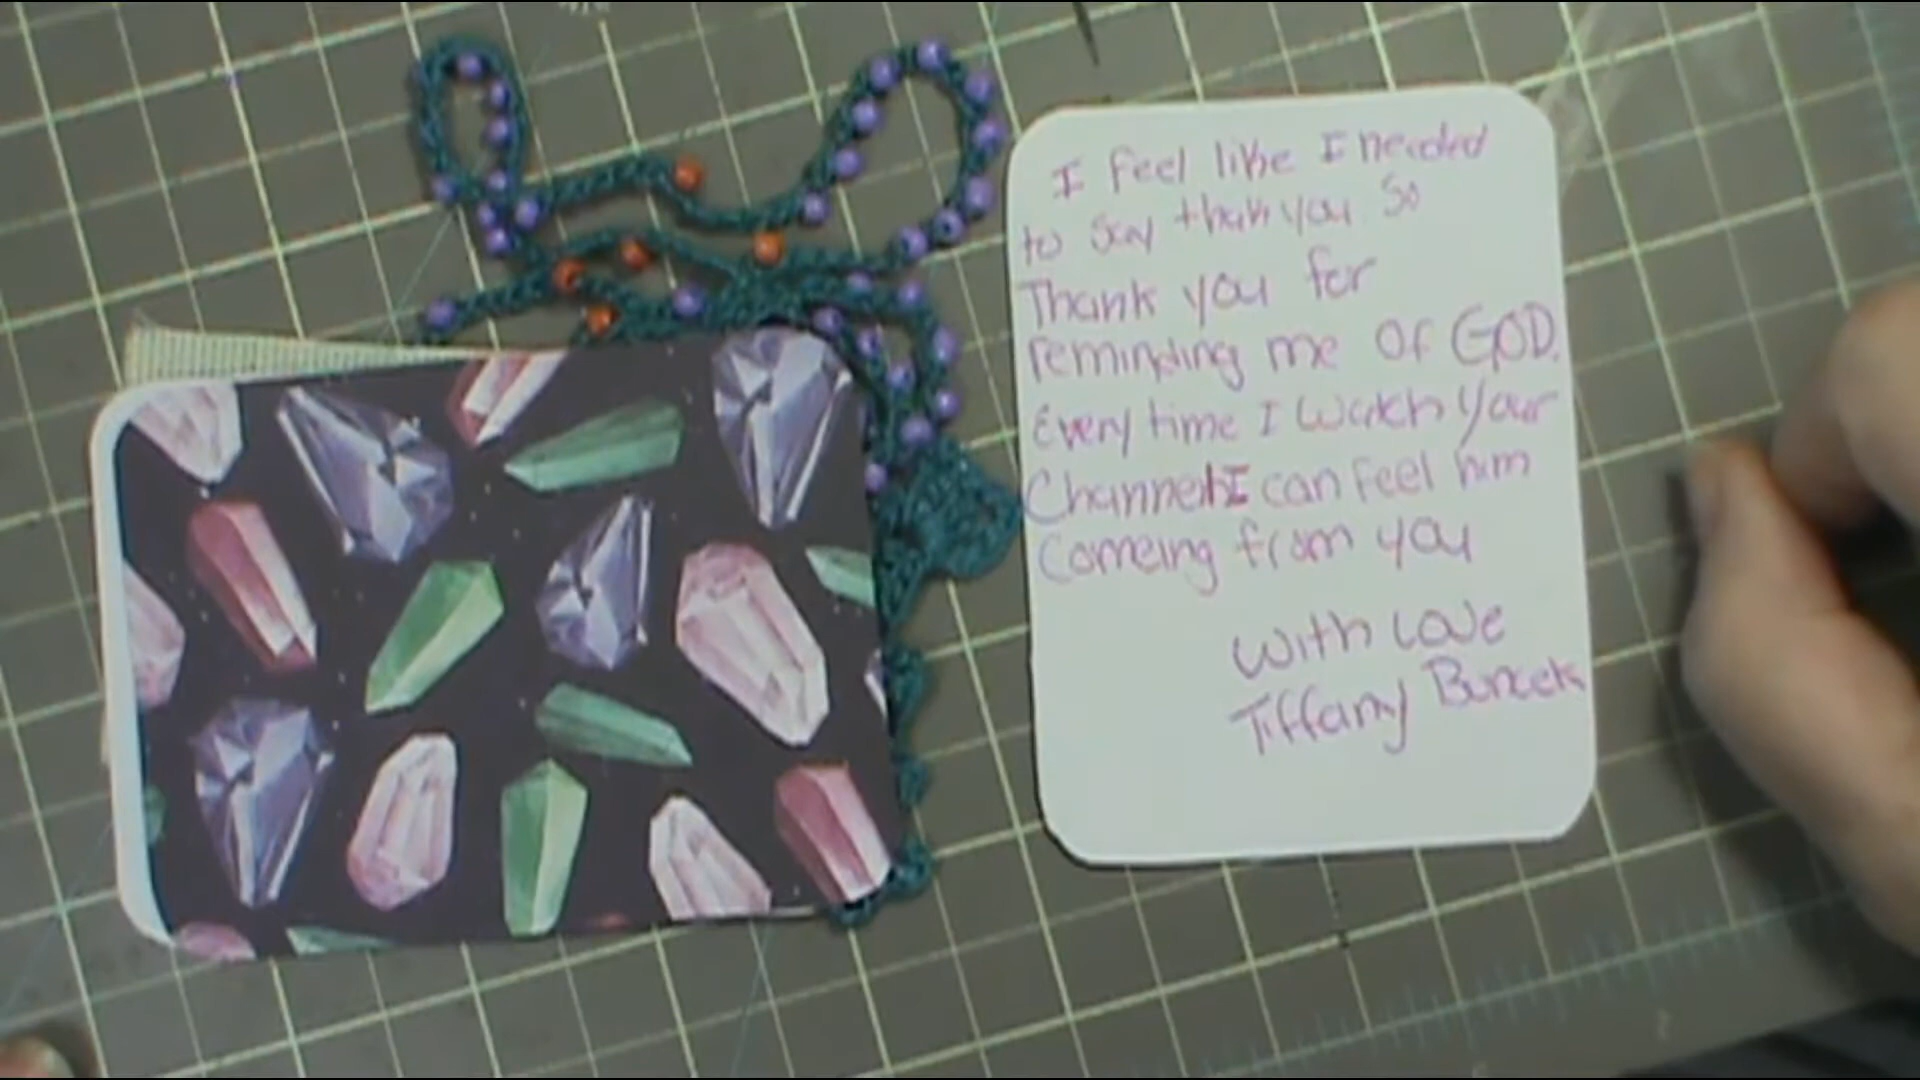 I feel like I needed
to say thank you So
Thank you for
reminding me of GOD.
Every time I watch your
Channel I can feel him
Comeing from you
With Love
Tiffany